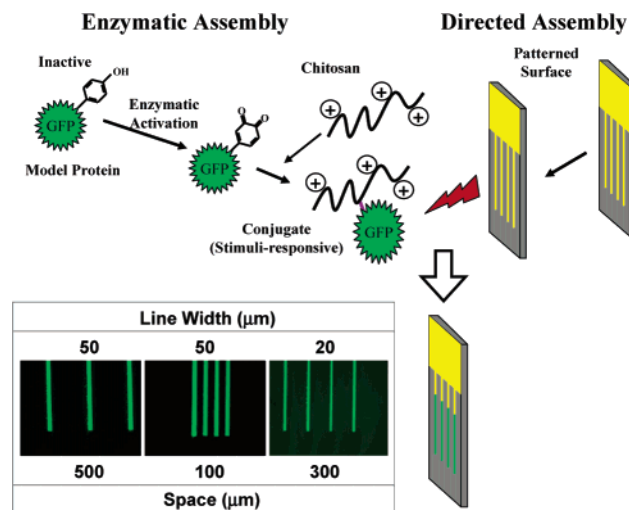 Enzymatic Assembly
Directed Assembly
Inactive
OH
GFP
Model Protein
Enzymatic
Activation
O
O
GFP
Chitosan
+
+
+
+
+
+
GFP
Conjugate
(Stimuli-responsive)
Patterned
Surface
Line Width (μm)
50 50 20
500 100 300
Space (μm)